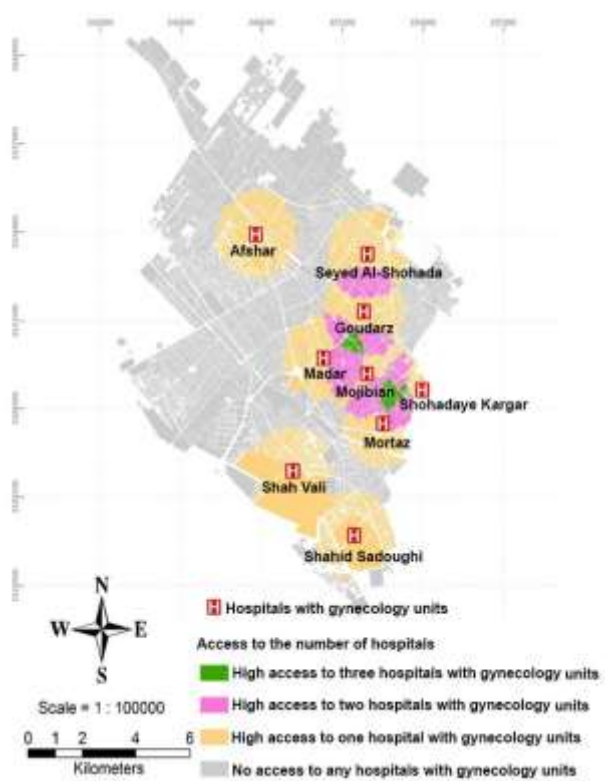 Afshar
Seyed Al-Shohada
Goudarz
Madar
Mojibian
Shohadaye Kargar
Mortaz
Shah Vali
Shahid Sadoughi
N
W E
S
H Hospitals with gynecology units
Access to the number of hospitals
High access to three hospitals with gynecology units
High access to two hospitals with gynecology units
High access to one hospital with gynecology units
No access to any hospitals with gynecology units
Scale = 1 : 100000
0 2 4 6
Kilometers